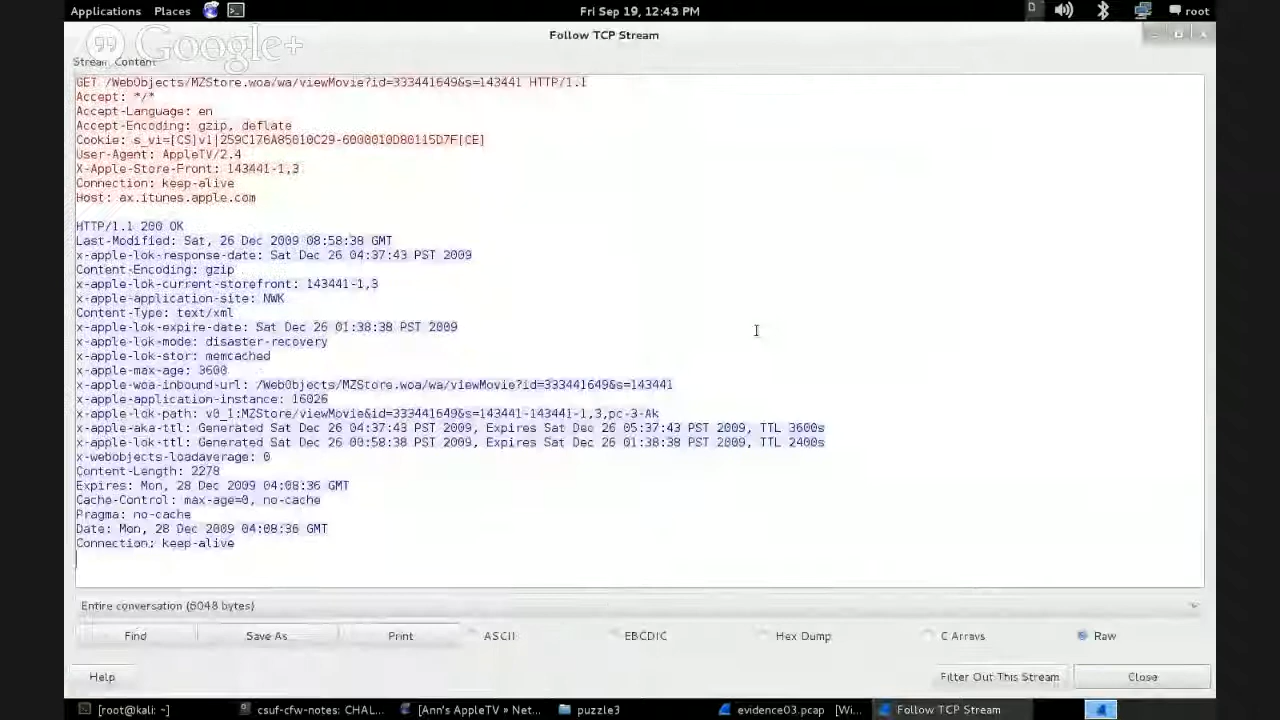 Applications Places Fri Sep 19, 12:43 PM root
Google+
Follow TCP Stream
Stream Content
GET /WebObjects/MZStore.woa/wa/viewMovie?id=333441649&s=143441 HTTP/1.1
Accept: */*
Accept-Language: en
Accept-Encoding: gzip, deflate
Cookie: s_vi=[CS]v1|259C176A85010C29-6000010D80115D7F[CE]
User-Agent: AppleTV/2.4
X-Apple-Store-Front: 143441-1,3
Connection: keep-alive
Host: ax.itunes.apple.com
HTTP/1.1 200 OK
Last-Modified: Sat, 26 Dec 2009 08:58:38 GMT
x-apple-lok-response-date: Sat Dec 26 04:37:43 PST 2009
Content-Encoding: gzip
x-apple-lok-current-storefront: 143441-1,3
x-apple-application-site: NWK
Content-Type: text/xml
x-apple-lok-expire-date: Sat Dec 26 01:38:38 PST 2009
x-apple-lok-mode: disaster-recovery
x-apple-lok-stor: memcached
x-apple-max-age: 3600
x-apple-woa-inbound-url: /WebObjects/MZStore.woa/wa/viewMovie?id=333441649&s=143441
x-apple-application-instance: 16026
x-apple-lok-path: v0_1:MZStore/viewMovie&id=333441649&s=143441-143441-1,3,pc-3-Ak
x-apple-aka-ttl: Generated Sat Dec 26 04:37:43 PST 2009, Expires Sat Dec 26 05:37:43 PST 2009, TTL 3600s
x-apple-lok-ttl: Generated Sat Dec 26 00:58:38 PST 2009, Expires Sat Dec 26 01:38:38 PST 2009, TTL 2400s
x-webobjects-loadaverage: 0
Content-Length: 2278
Expires: Mon, 28 Dec 2009 04:08:36 GMT
Cache-Control: max-age=0, no-cache
Pragma: no-cache
Date: Mon, 28 Dec 2009 04:08:36 GMT
Connection: keep-alive
Entire conversation (6048 bytes)
Find Save As Print ASCII EBCDIC Hex Dump C Arrays Raw
Help Filter Out This Stream Close
[root@kali: ~] csuf-cfw-notes: CHAL... [Ann's AppleTV » Net... puzzle3 evidence03.pcap [Wi... Follow TCP Stream